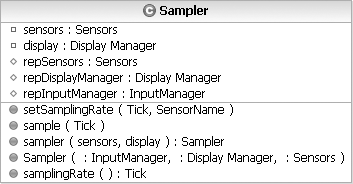 C Sampler
sensors : Sensors
display : Display Manager
repSensors : Sensors
repDisplayManager : Display Manager
repInputManager : InputManager
setSamplingRate ( Tick, SensorName )
sample ( Tick )
sampler ( sensors, display ) : Sampler
Sampler ( : InputManager, : Display Manager, : Sensors )
samplingRate ( ) : Tick